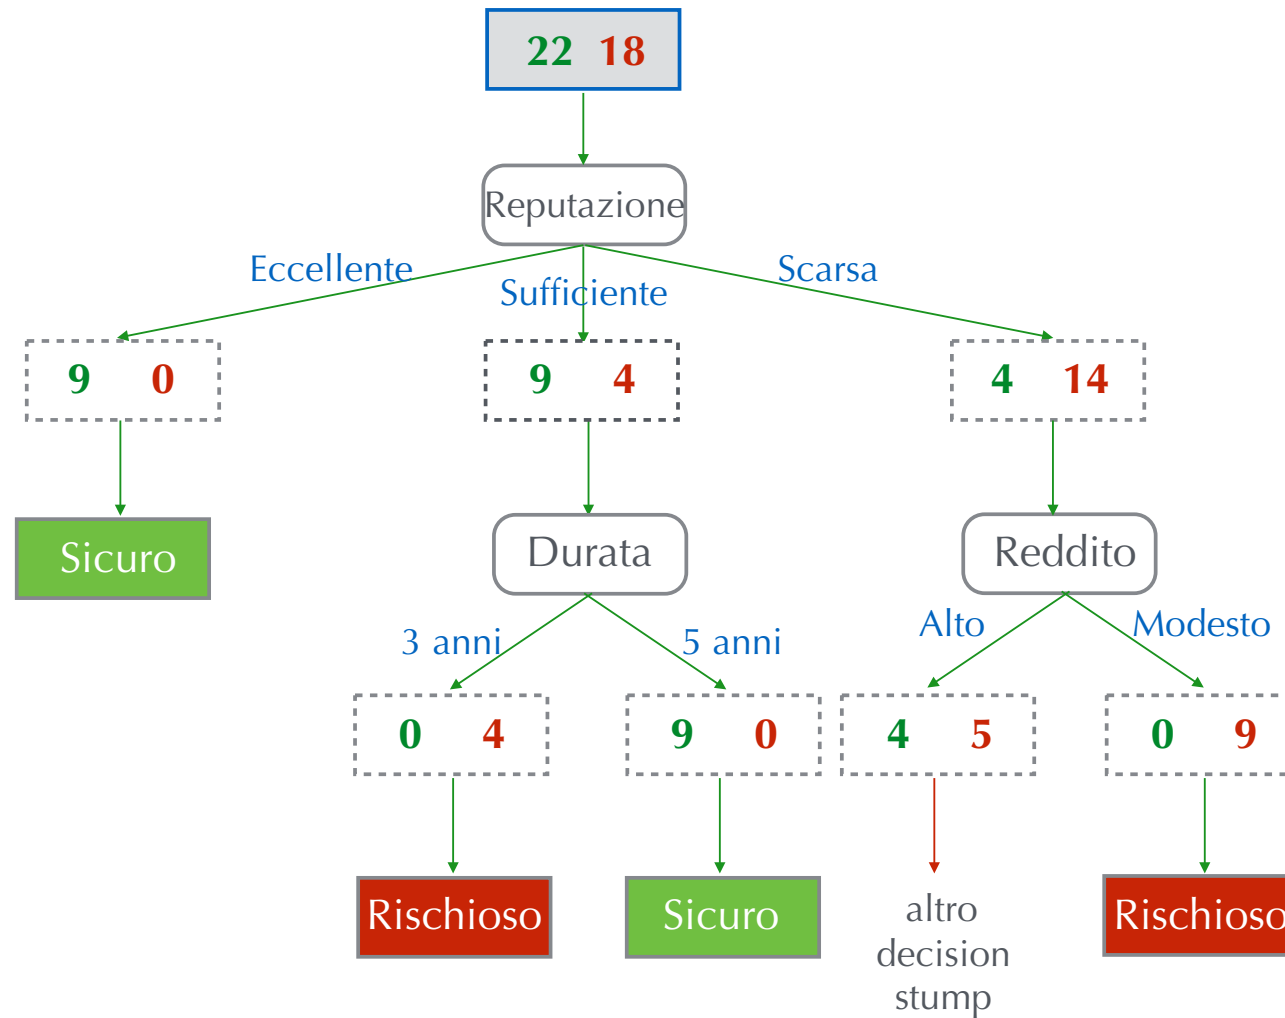 22 18
Reputazione
Eccellente
Sufficiente
Scarsa
9 0
9 4
4 14
Sicuro
Durata
Reddito
3 anni
5 anni
Alto
Modesto
0 4
9 0
4 5
0 9
Rischioso
Sicuro
altro
decision
stump
Rischioso